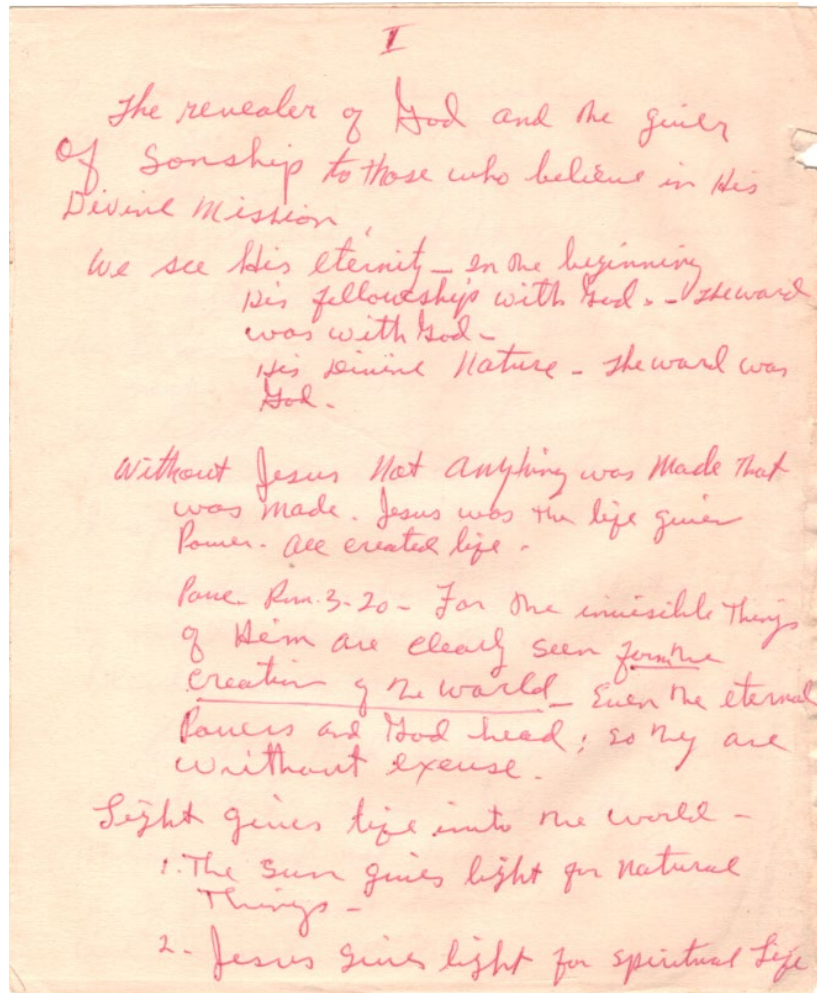 I
The revealer of God and the giver
Of Sonship to those who believe in His
Divine Mission,
We see His eternity - In the beginning
His fellowship with God. - The word
was with God -
His Divine Nature - The word was
God.
Without Jesus Not anything was Made That
was Made. Jesus was the life giver
Power. All created life.
Rom. 3-20 - For the invisible Things
of Him are clearly seen from the
Creation of the world - Even the eternal
Powers and God head; so they are
without excuse.
Light gives life into the world -
1. The Sun gives light for natural
Things -
2 - Jesus gives light for spiritual Life